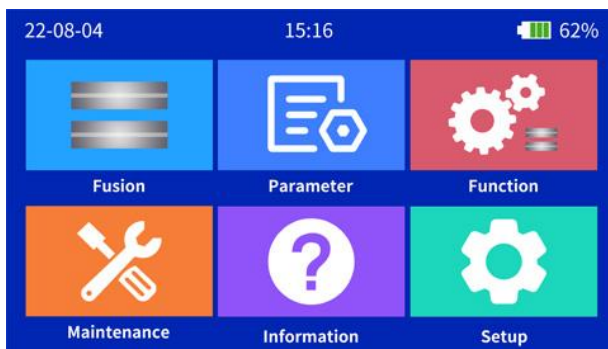 22-08-04 15:16 62%
Fusion Parameter Function
Maintenance Information Setup